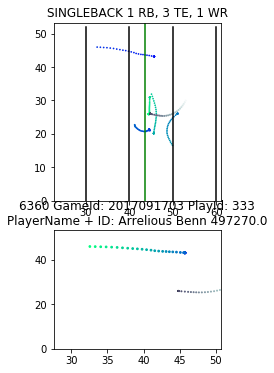 SINGLEBACK 1 RB, 3 TE, 1 WR
50
40
30
20
10
0
30 40 50 60
6360 GameId: 2017091703 PlayId: 333
PlayerName + ID: Arrelious Benn 497270.0
40
20
0
30 35 40 45 50